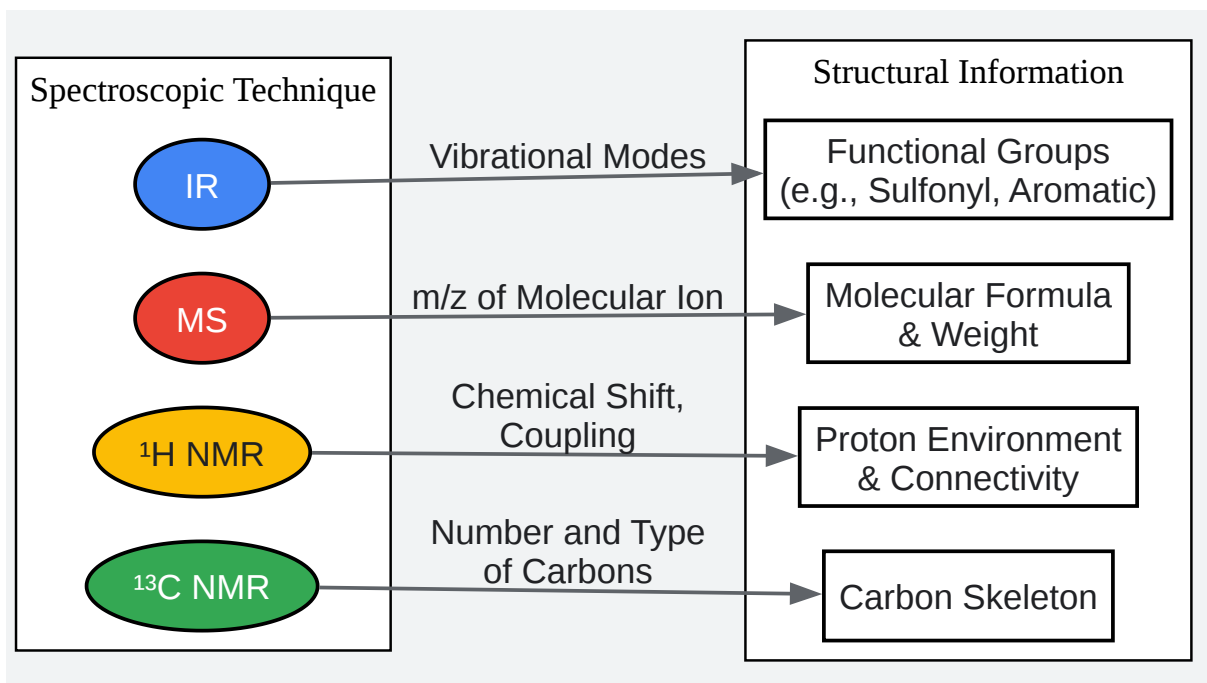 Spectroscopic Technique
Structural Information
IR
Vibrational Modes
Functional Groups
(e.g., Sulfonyl, Aromatic)
MS
m/z of Molecular Ion
Molecular Formula
& Weight
¹H NMR
Chemical Shift,
Coupling
Proton Environment
& Connectivity
¹³C NMR
Number and Type
of Carbons
Carbon Skeleton